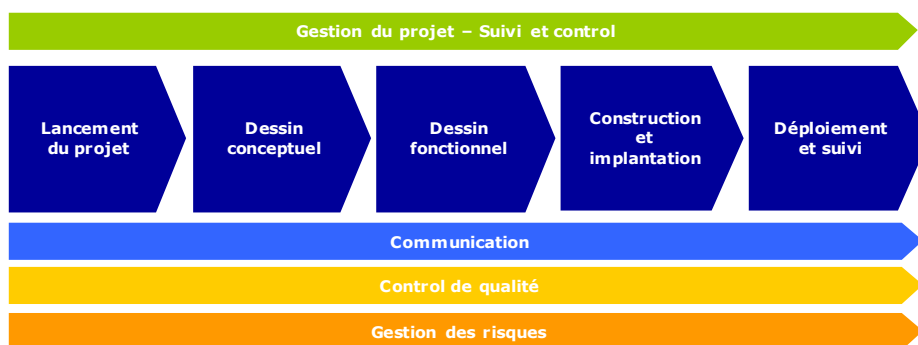 Gestion du projet – Suivi et control
Lancement
du projet
Dessin
conceptuel
Dessin
fonctionnel
Construction
et
implantation
Déploiement
et suivi
Communication
Control de qualité
Gestion des risques